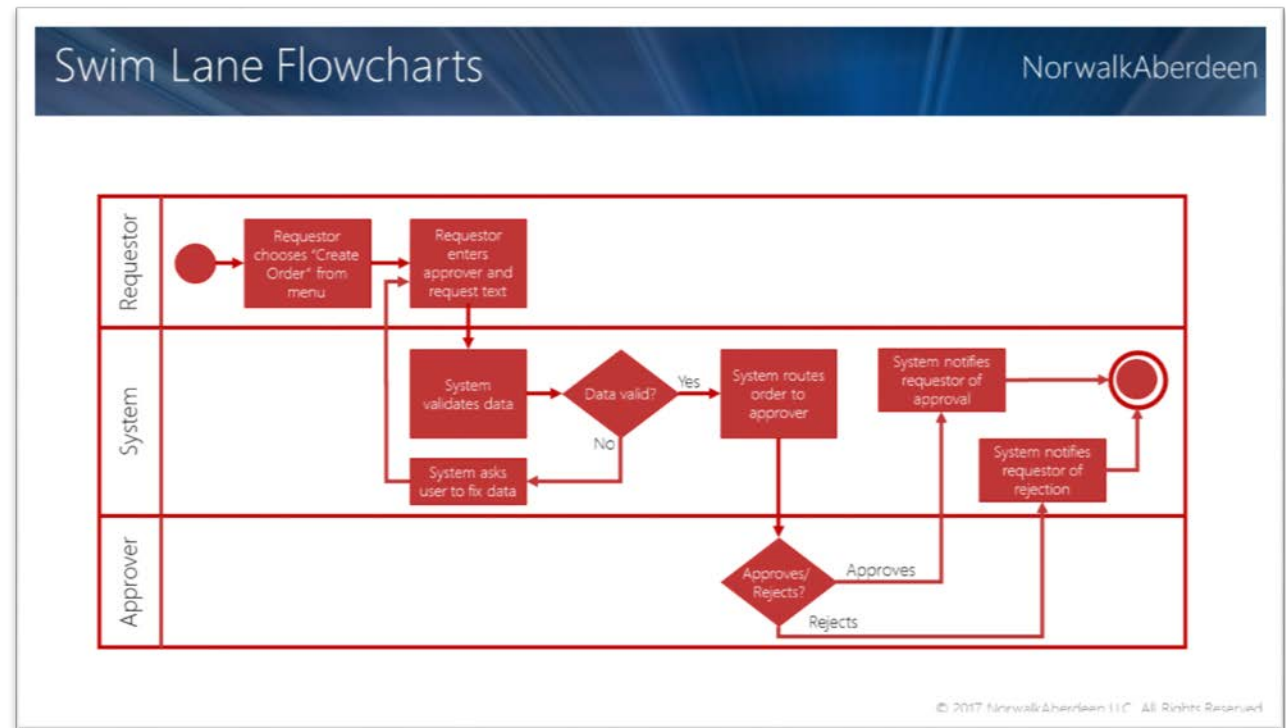 Swim Lane Flowcharts
NorwalkAberdeen
Requestor
Requestor
chooses "Create
Order" from
menu
Requestor
enters
approver and
request text
System
System
validates data
Data valid?
Yes
No
System routes
order to
approver
System notifies
requestor of
approval
System asks
user to fix data
System notifies
requestor of
rejection
Approver
Approves/
Rejects?
Approves
Rejects
© 2017 NorwalkAberdeen LLC. All Rights Reserved